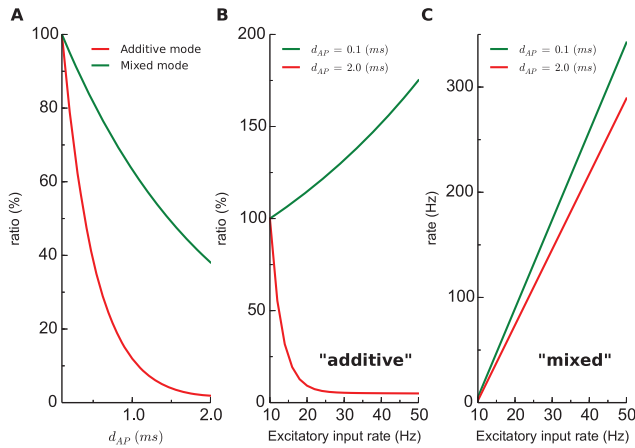 A
B
C
Additive mode
Mixed mode
ratio (%)
100
80
60
40
20
0
1.0
2.0
d_AP (ms)
d_AP = 0.1 (ms)
d_AP = 2.0 (ms)
ratio (%)
200
150
100
50
0
"additive"
10
20
30
40
50
Excitatory input rate (Hz)
d_AP = 0.1 (ms)
d_AP = 2.0 (ms)
rate (Hz)
300
200
100
0
"mixed"
10
20
30
40
50
Excitatory input rate (Hz)